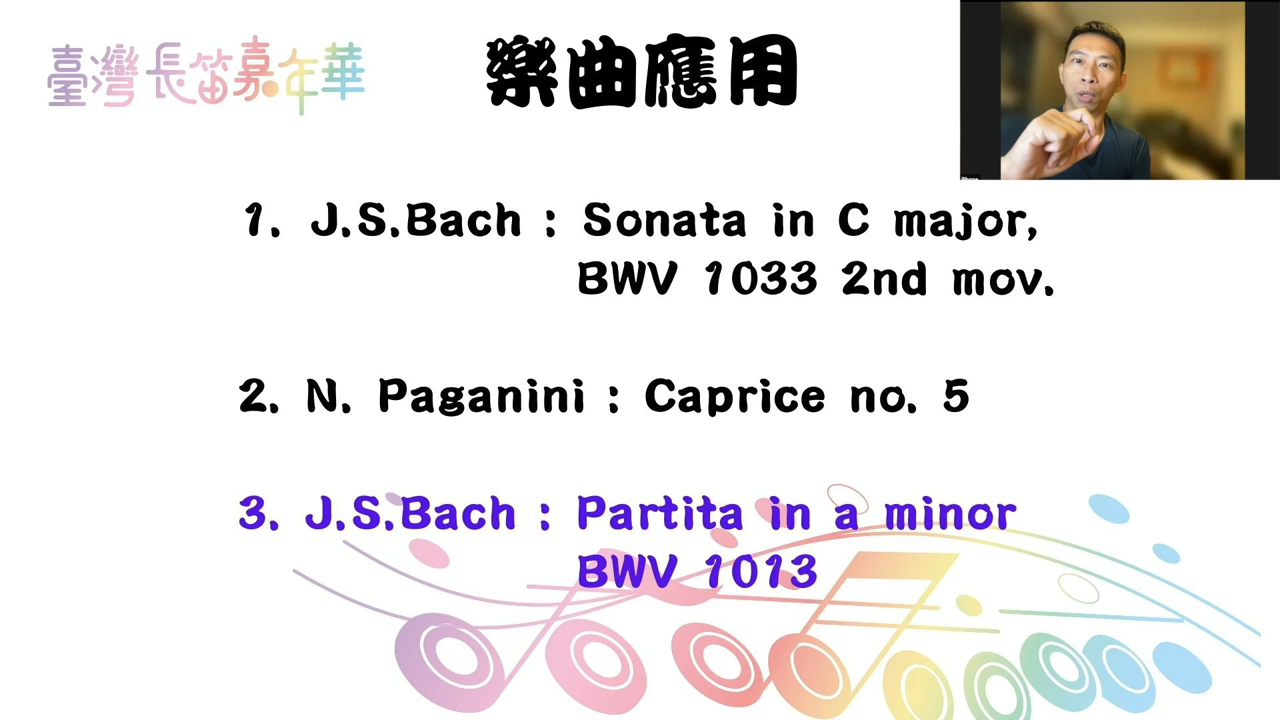 臺灣長笛嘉年華
樂曲應用
1. J.S.Bach : Sonata in C major,
BWV 1033 2nd mov.
2. N. Paganini : Caprice no. 5
3. J.S.Bach : Partita in a minor
BWV 1013